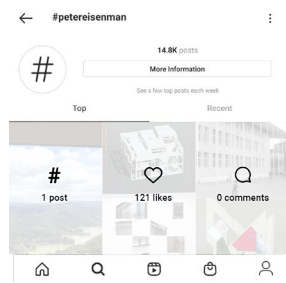 #petereisenman
14.8K posts
More Information
See a few top posts each week
Top Recent
#
1 post 121 likes 0 comments